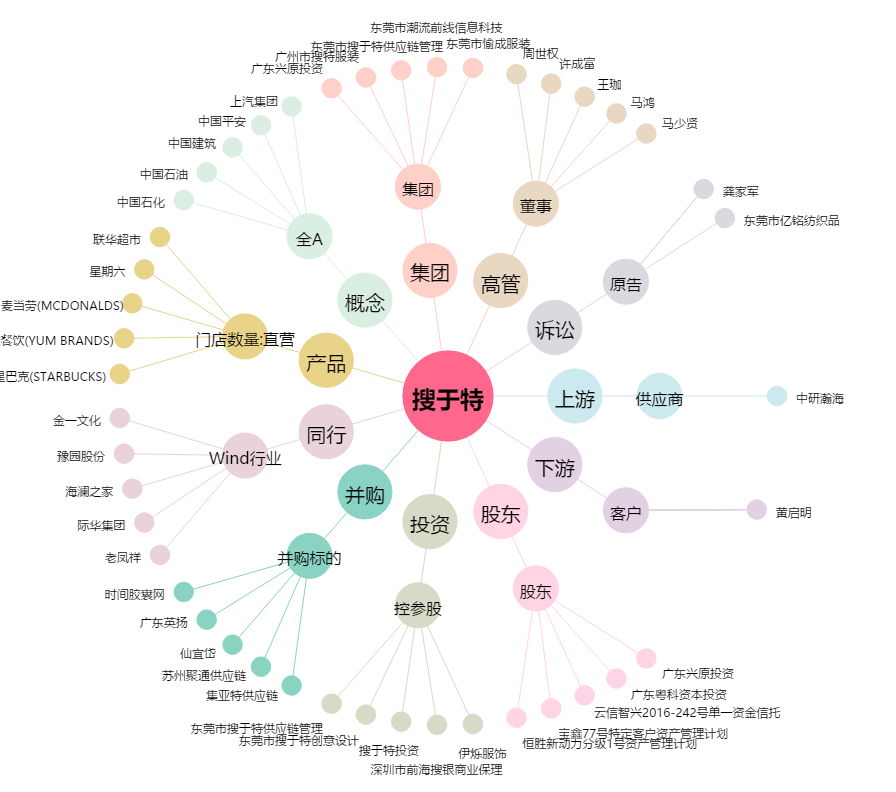 东莞市潮流前线信息科技
东莞市搜于特供应链管理
东莞市愉成服装
广州市搜特服装
广东兴原投资
周世权
许成富
王珈
马鸿
马少贤
上汽集团
中国平安
中国建筑
中国石油
中国石化
集团
董事
龚家军
东莞市亿铭纺织品
全A
集团
高管
原告
联华超市
星期六
麦当劳(MCDONALDS)
餐饮(YUM BRANDS)
星巴克(STARBUCKS)
概念
诉讼
门店数量:直营
产品
搜于特
上游
供应商
中研瀚海
金一文化
豫园股份
海澜之家
际华集团
老凤祥
同行
Wind行业
下游
客户
黄启明
并购
投资
股东
并购标的
控参股
股东
时间胶囊网
广东英扬
仙宜岱
苏州聚通供应链
集亚特供应链
东莞市搜于特供应链管理
东莞市搜于特创意设计
搜于特投资
深圳市前海搜银商业保理
伊烁服饰
广东兴原投资
广东粤科资本投资
云信智兴2016-242号单一资金信托
宝鑫77号特定客户资产管理计划
恒胜新动力分级1号资产管理计划